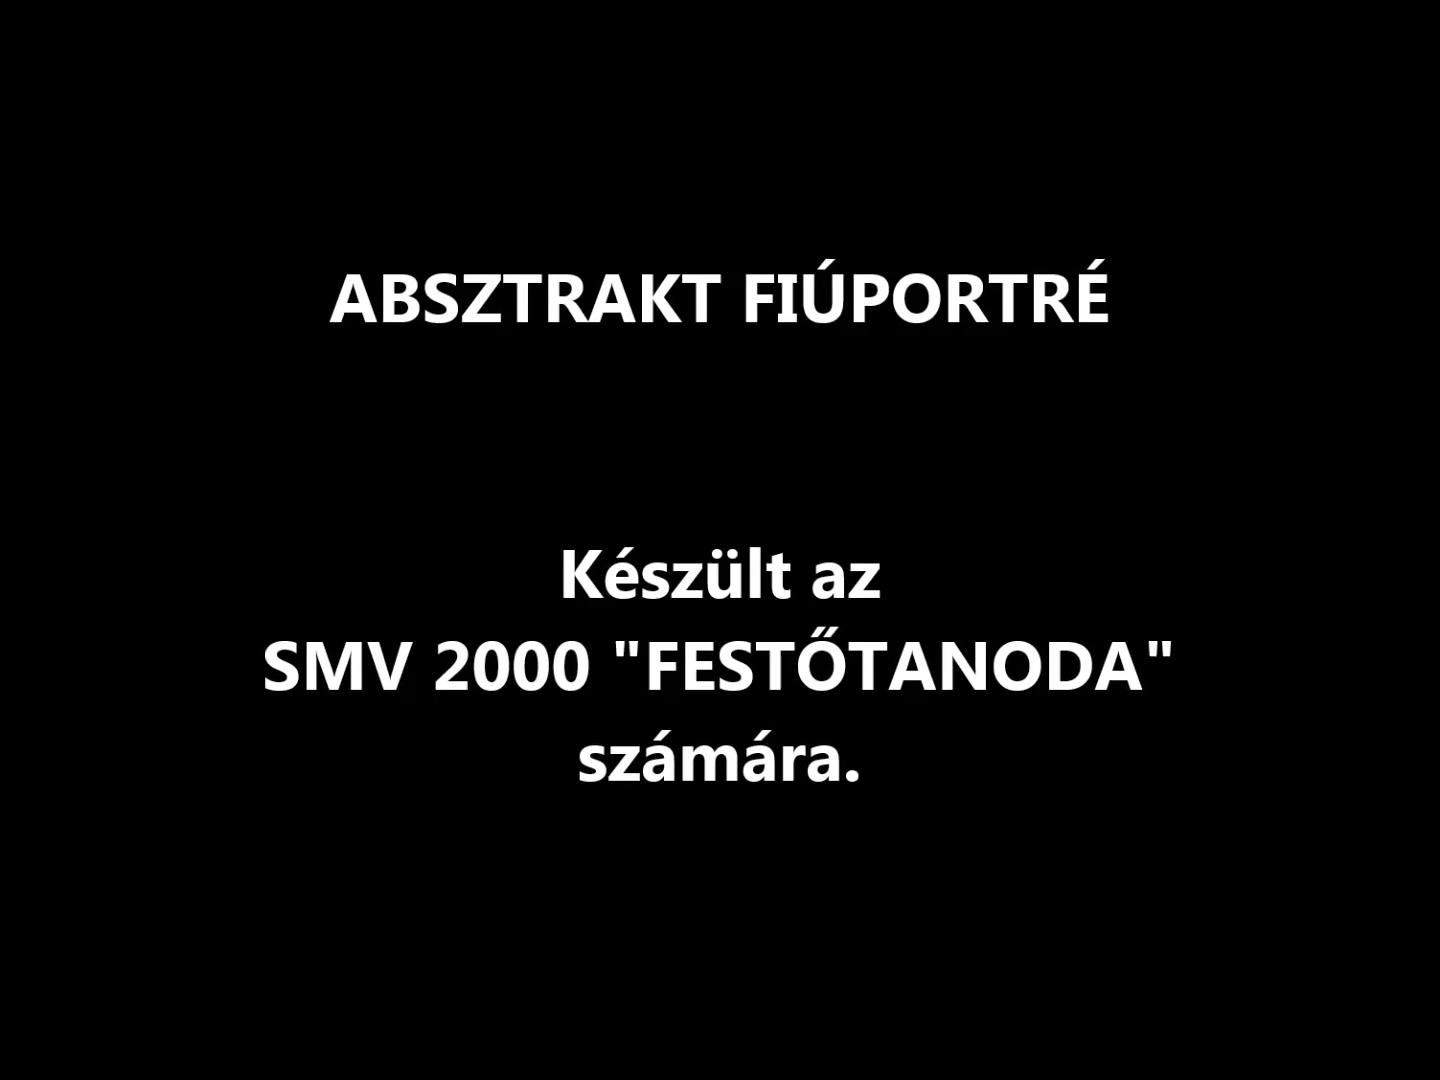 ABSZTRAKT FIÚPORTRÉ
Készült az
SMV 2000 "FESTŐTANODA"
számára.